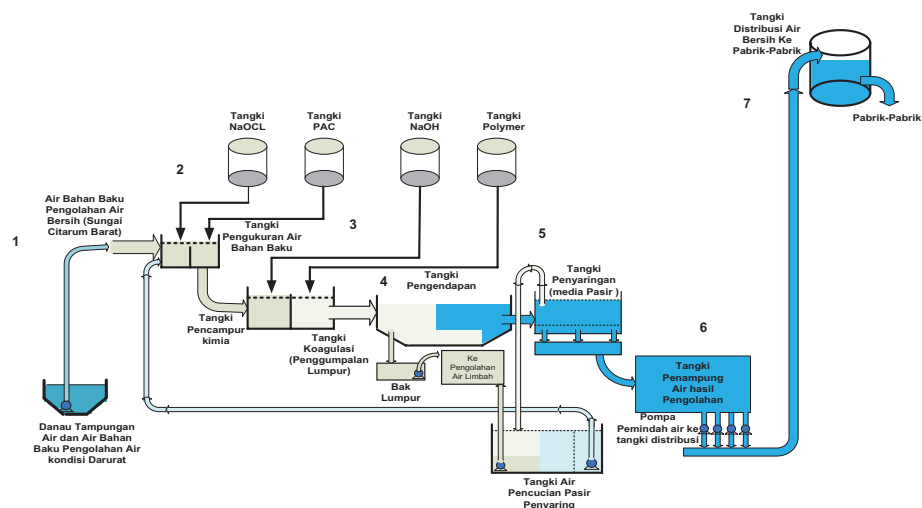 Tangki
Distribusi Air
Bersih Ke
Pabrik-Pabrik
7
Pabrik-Pabrik
Tangki
NaOCL
Tangki
PAC
Tangki
NaOH
Tangki
Polymer
2
Air Bahan Baku
Pengolahan Air
Bersih (Sungai
Citarum Barat)
1
3
Tangki
Pengukuran Air
Bahan Baku
5
4
Tangki
Pengendapan
Tangki
Penyaringan
(media Pasir )
Tangki
Pencampur
kimia
Tangki
Koagulasi
(Penggumpalan
Lumpur)
6
Ke
Pengolahan
Air Limbah
Bak
Lumpur
Tangki
Penampung
Air hasil
Pengolahan
Pompa
Pemindah air ke
tangki distribusi
Danau Tampungan
Air dan Air Bahan
Baku Pengolahan Air
kondisi Darurat
Tangki Air
Pencucian Pasir
Penyaring